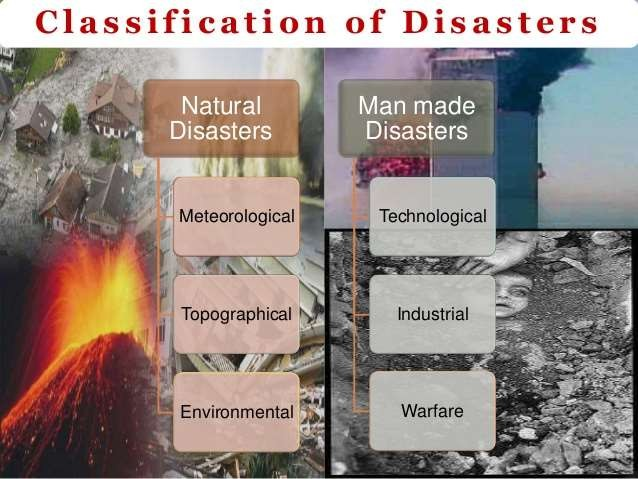 Classification of Disasters
Natural
Disasters
Meteorological
Topographical
Environmental
Man made
Disasters
Technological
Industrial
Warfare